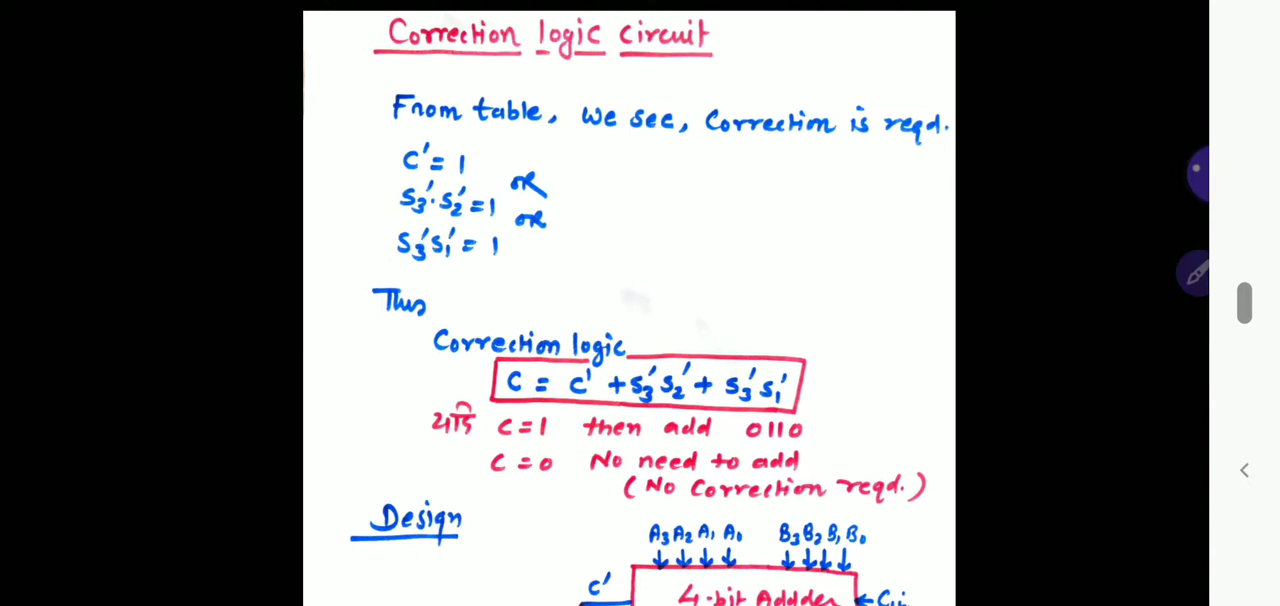 Correction logic circuit
From table, we see, Correction is reqd.
C' = 1
or
S3'·S2' = 1
or
S3'S1' = 1
Thus
Correction logic
C = C' + S3'S2' + S3'S1'
यदि C=1 then add 0110
C = 0 No need to add
(No Correction reqd.)
Design
A3 A2 A1 A0 B3 B2 B1 B0
C' 4-bit Addder Cin